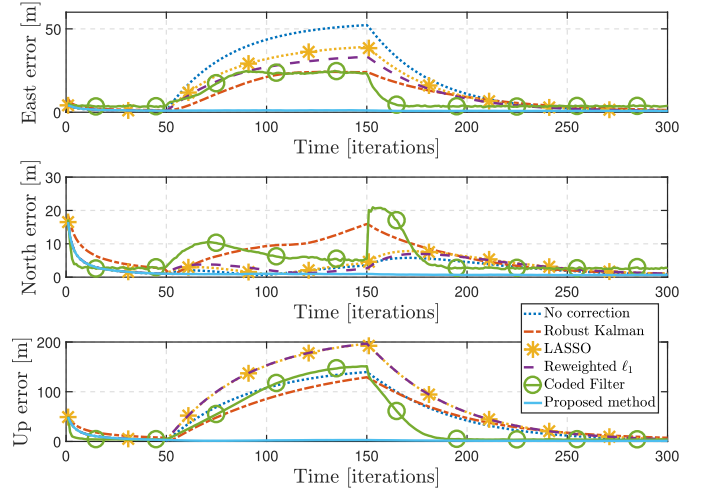 East error [m]
50
0
0 50 100 150 200 250 300
Time [iterations]
North error [m]
30
20
10
0
0 50 100 150 200 250 300
Time [iterations]
Up error [m]
200
100
0
0 50 100 150 200 250 300
Time [iterations]
No correction
Robust Kalman
LASSO
Reweighted ℓ₁
Coded Filter
Proposed method